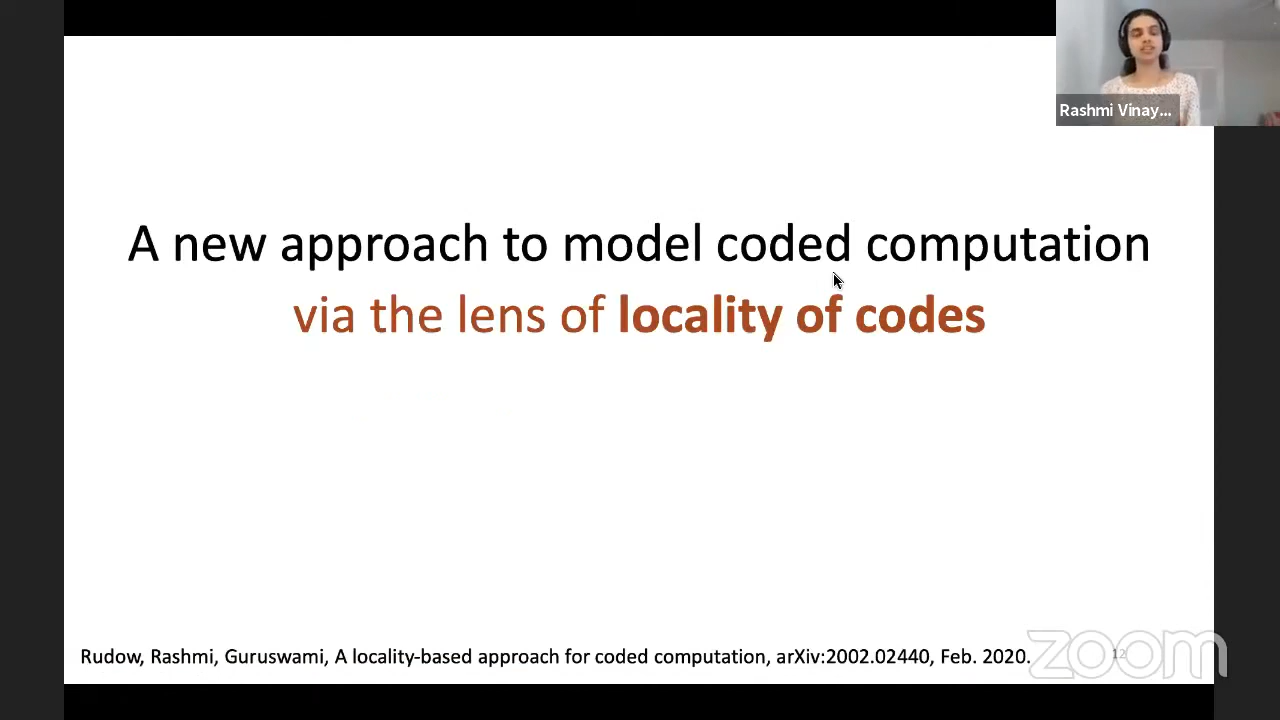 Rashmi Vinay...
A new approach to model coded computation
via the lens of locality of codes
Rudow, Rashmi, Guruswami, A locality-based approach for coded computation, arXiv:2002.02440, Feb. 2020.
12
zoom